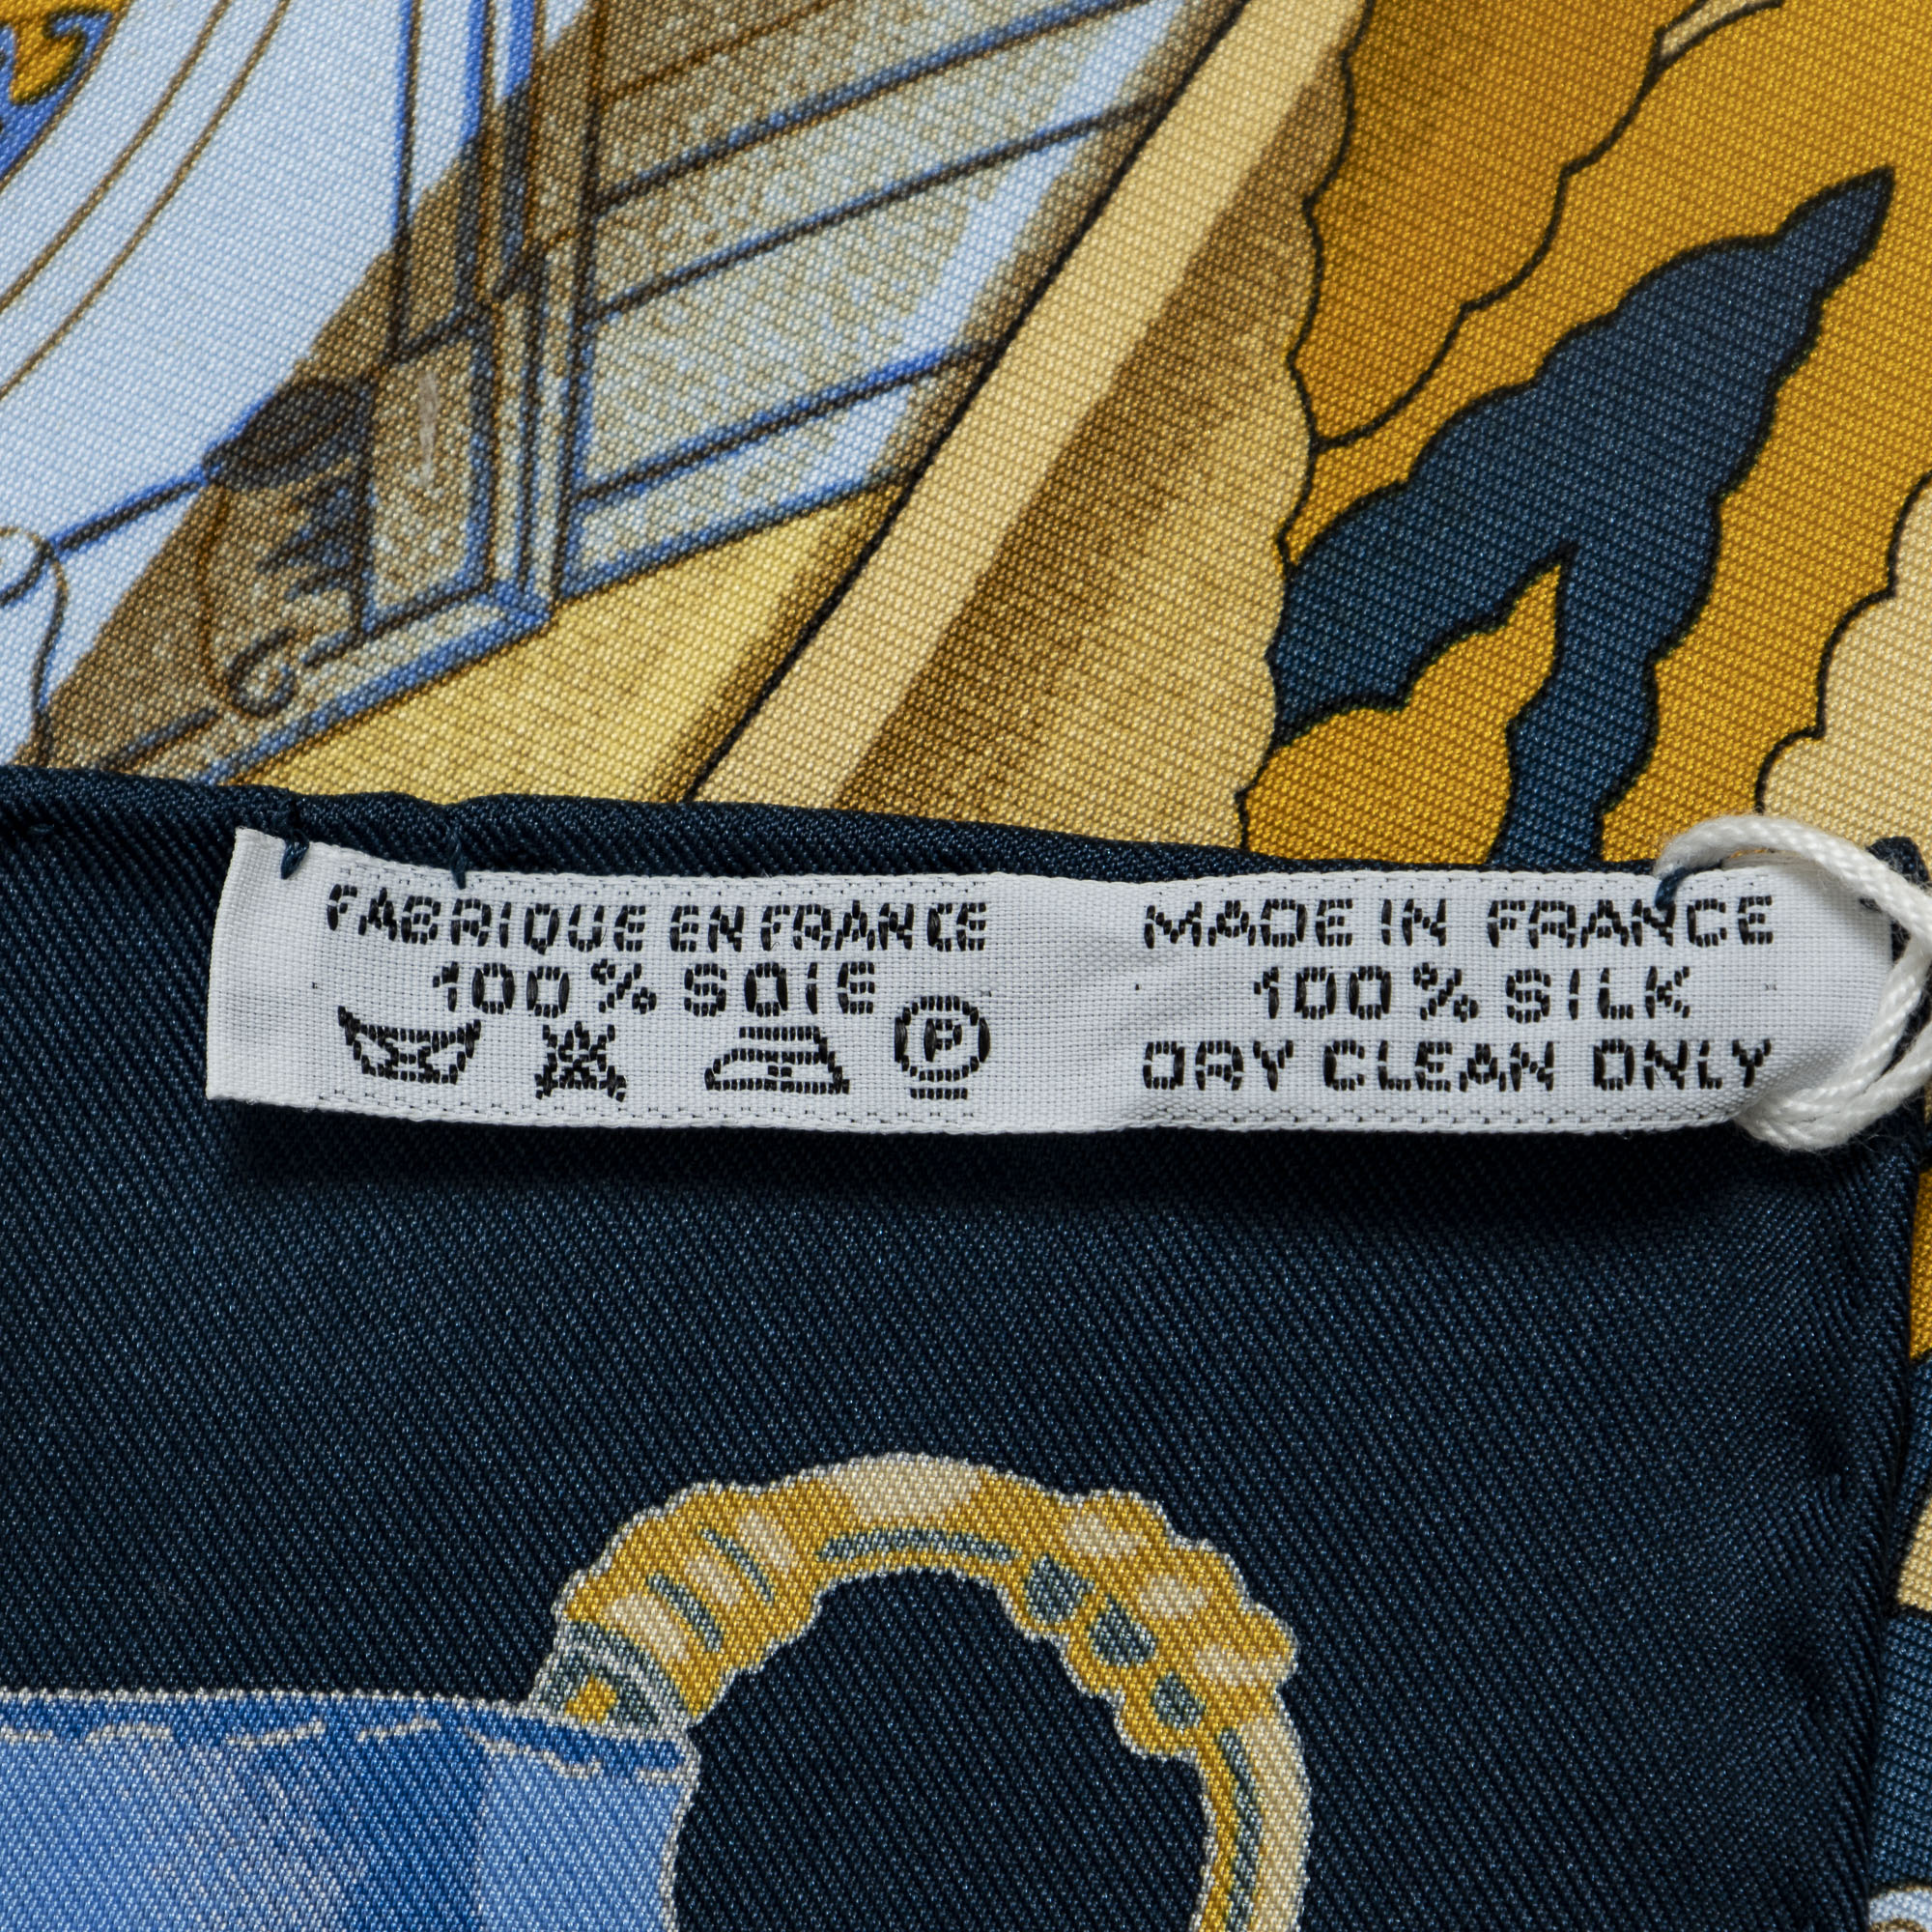 FABRIQUE EN FRANCE
100% SOIE
P
MADE IN FRANCE
100% SILK
DRY CLEAN ONLY